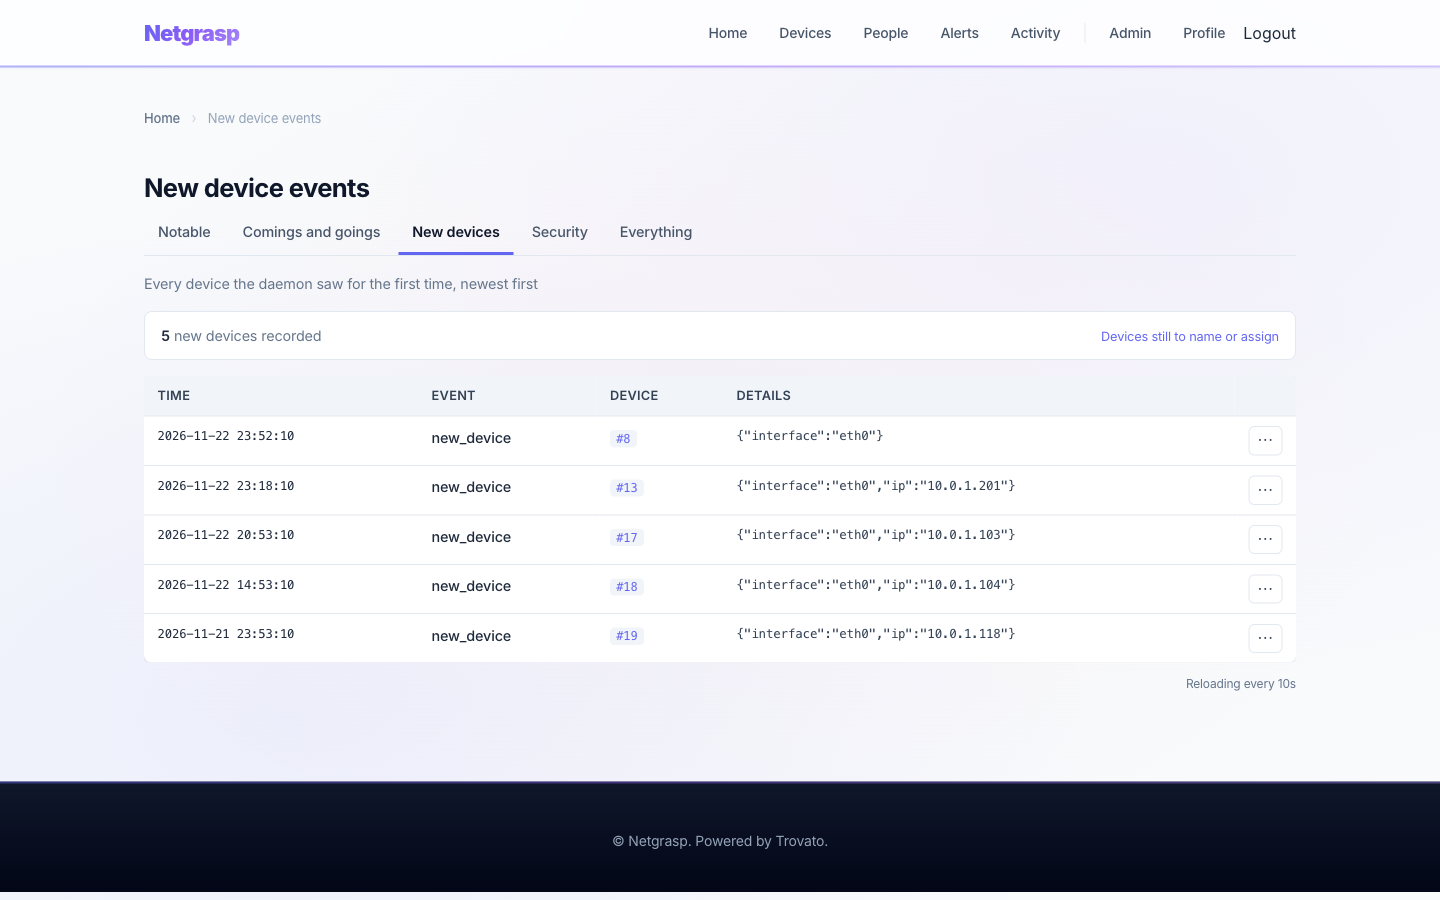 Netgrasp Home Devices People Alerts Activity Admin Profile Logout
Home › New device events
New device events
Notable Comings and goings New devices Security Everything
Every device the daemon saw for the first time, newest first
5 new devices recorded Devices still to name or assign
TIME EVENT DEVICE DETAILS
2026-11-22 23:52:10 new_device #8 {"interface":"eth0"} ...
2026-11-22 23:18:10 new_device #13 {"interface":"eth0","ip":"10.0.1.201"} ...
2026-11-22 20:53:10 new_device #17 {"interface":"eth0","ip":"10.0.1.103"} ...
2026-11-22 14:53:10 new_device #18 {"interface":"eth0","ip":"10.0.1.104"} ...
2026-11-21 23:53:10 new_device #19 {"interface":"eth0","ip":"10.0.1.118"} ...
Reloading every 10s
© Netgrasp. Powered by Trovato.